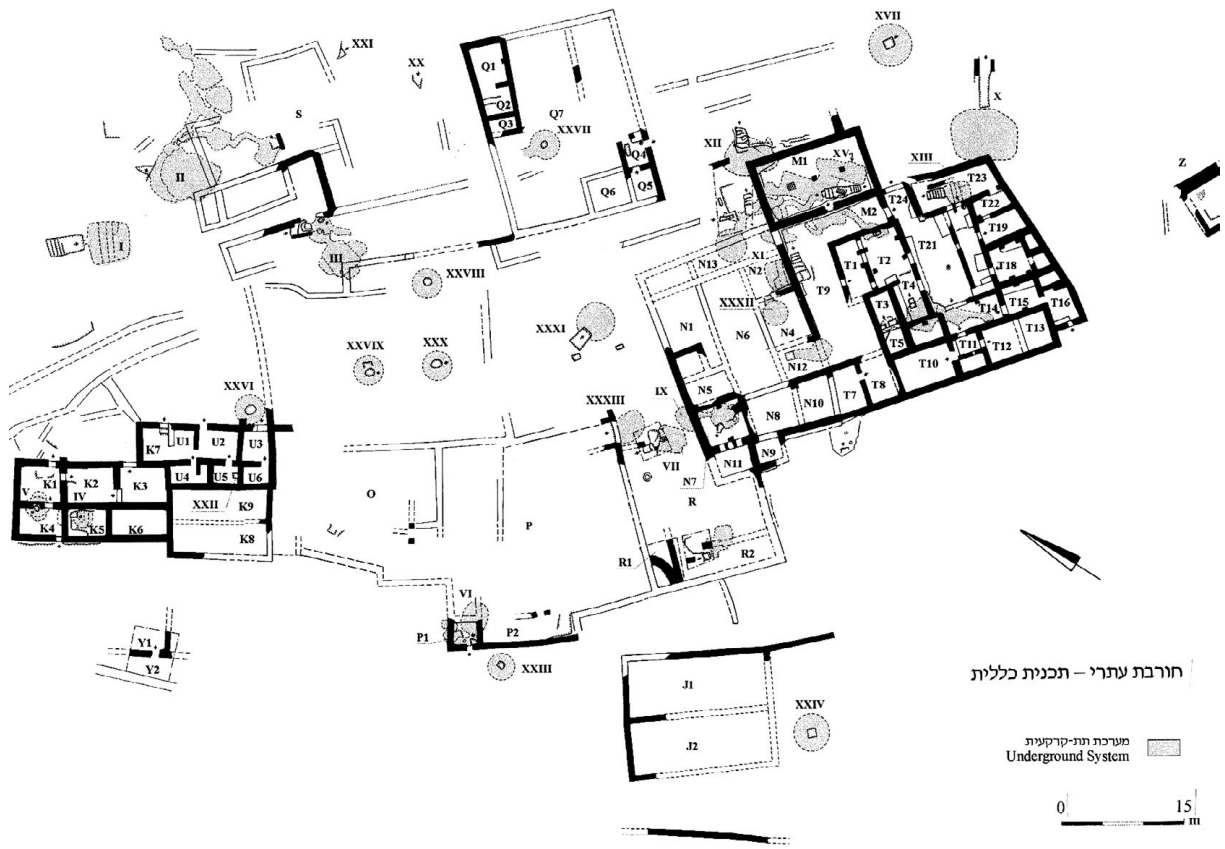 XVII
XXI
XX
Q1
X
S
Q2
Q7
Q3
XXVII
XII
M1
XV
XIII
Z
Q4
T23
II
Q6
Q5
T24
T22
M2
T19
I
T21
III
N13
XL
N2
T1
T2
T18
XXVIII
T9
T4
XXXII
T3
T14
T15
T16
XXXI
N1
N6
N4
T5
T13
XXIX
XXX
T11
T12
N12
T10
XXVI
N5
IX
T7
T8
XXXIII
N8
N10
K7
U1
U2
U3
VII
N11
N9
K1
K2
K3
U4
U5
U6
V
IV
N7
XXII
K9
O
R
K4
K5
K6
K8
P
R1
R2
VI
P1
P2
Y1
Y2
XXIII
J1
XXIV
J2
חורבת עתרי – תכנית כללית
מערכת תת-קרקעית
Underground System
0 15
m